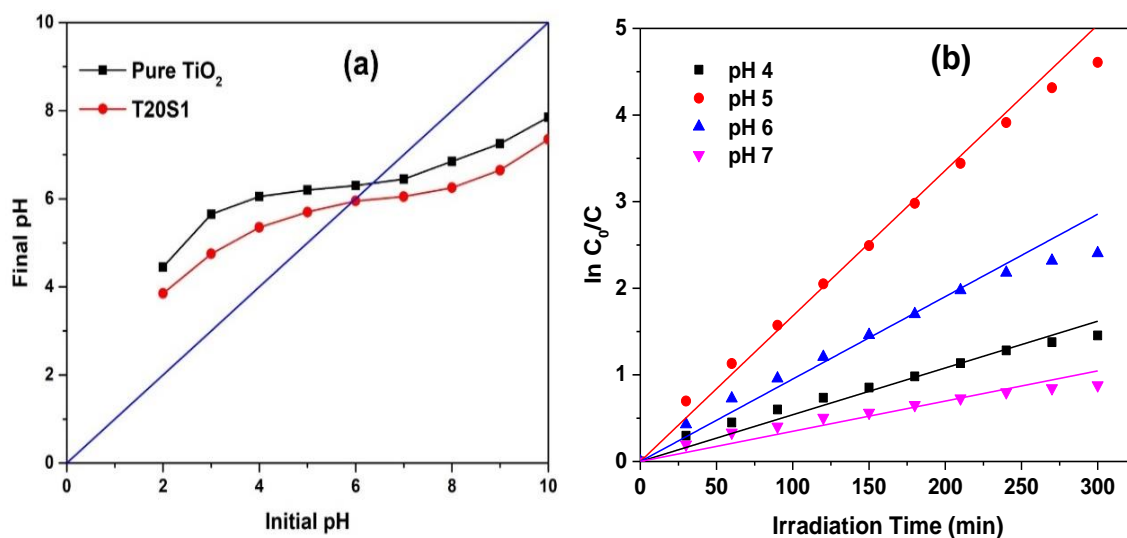 (a)
Pure TiO₂
T20S1
Final pH
10
8
6
4
2
0
0 2 4 6 8 10
Initial pH
(b)
pH 4
pH 5
pH 6
pH 7
ln C₀/C
5
4
3
2
1
0
0 50 100 150 200 250 300
Irradiation Time (min)